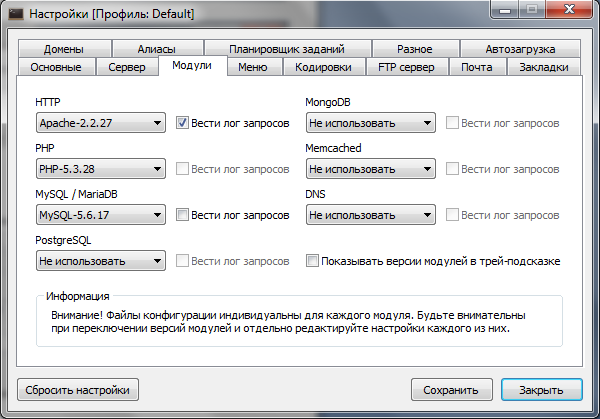 Настройки [Профиль: Default]
Домены Алиасы Планировщик заданий Разное Автозагрузка
Основные Сервер Модули Меню Кодировки FTP сервер Почта Закладки
HTTP MongoDB
Apache-2.2.27 Вести лог запросов Не использовать Вести лог запросов
PHP Memcached
PHP-5.3.28 Вести лог запросов Не использовать Вести лог запросов
MySQL / MariaDB DNS
MySQL-5.6.17 Вести лог запросов Не использовать Вести лог запросов
PostgreSQL
Не использовать Вести лог запросов Показывать версии модулей в трей-подсказке
Информация
Внимание! Файлы конфигурации индивидуальны для каждого модуля. Будьте внимательны
при переключении версий модулей и отдельно редактируйте настройки каждого из них.
Сбросить настройки Сохранить Закрыть